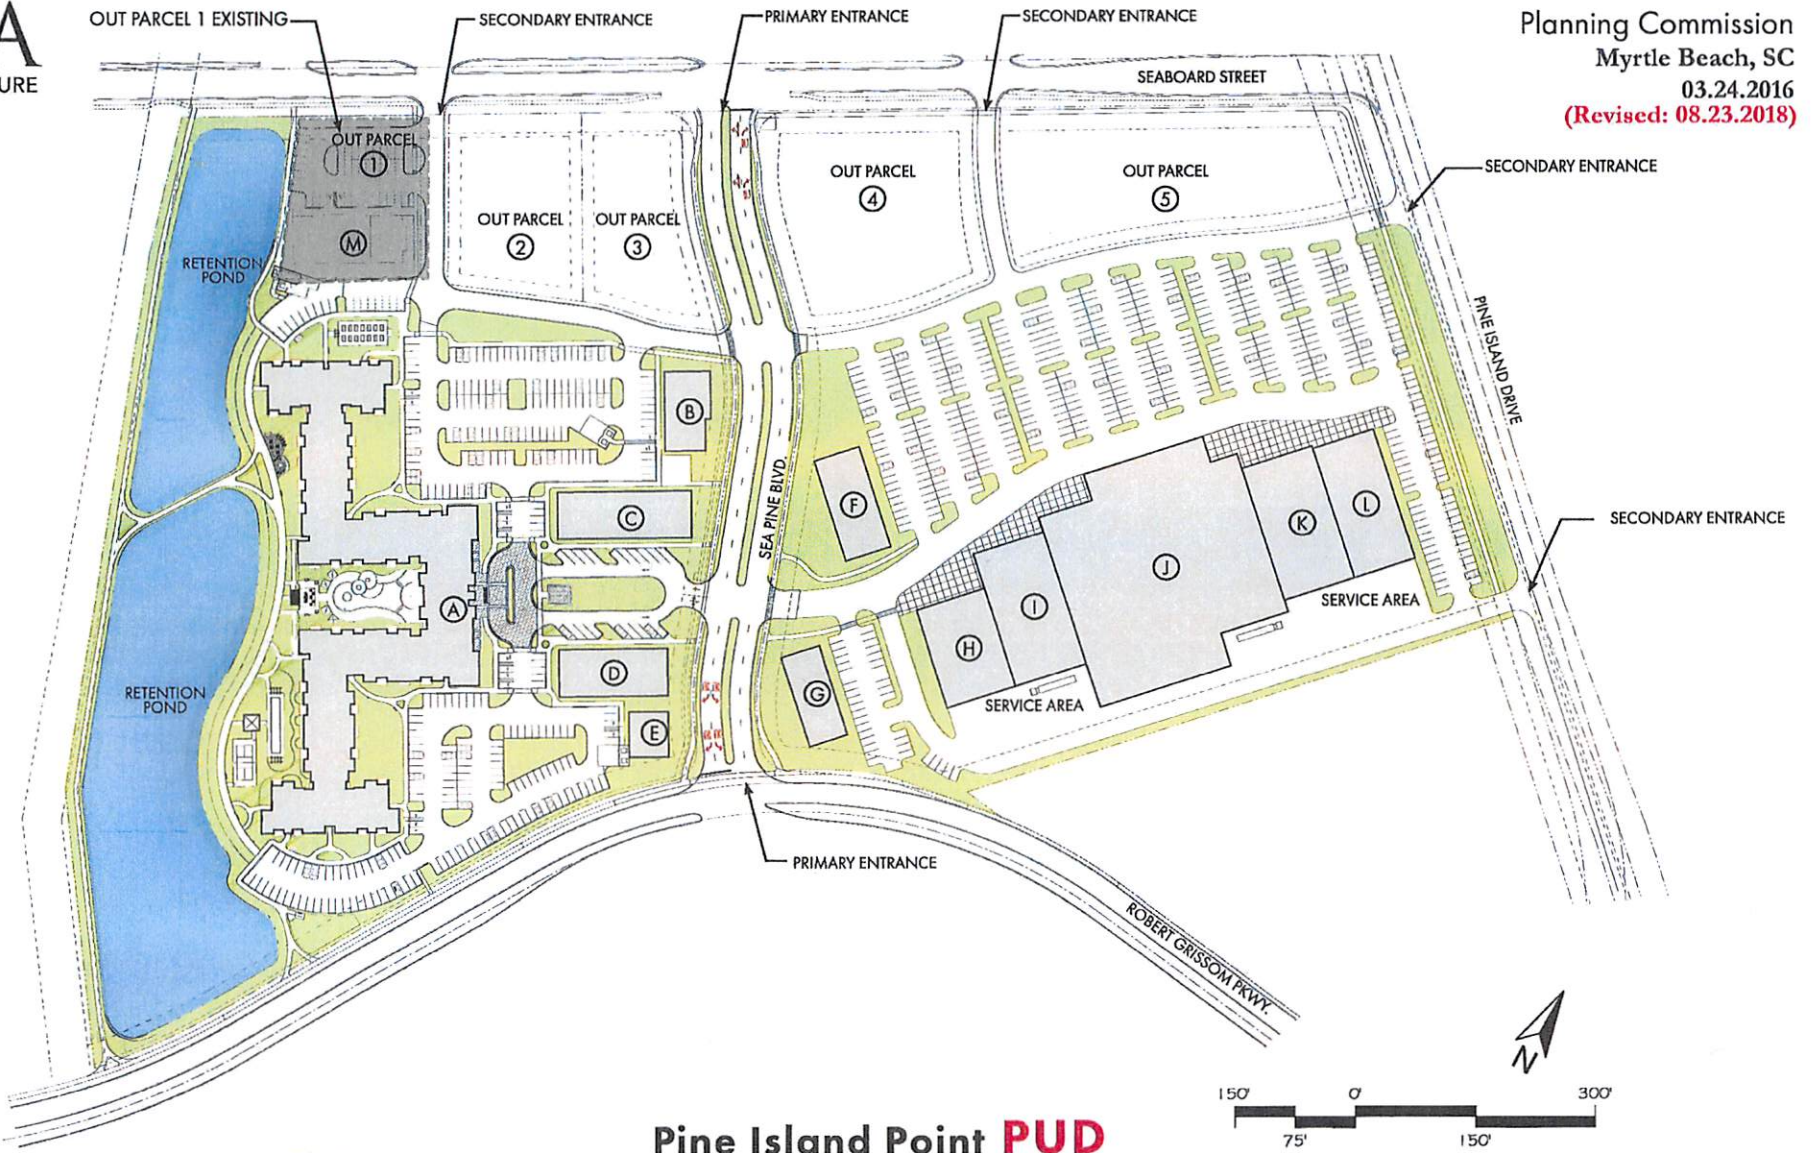 A
URE
OUT PARCEL 1 EXISTING
SECONDARY ENTRANCE
PRIMARY ENTRANCE
SECONDARY ENTRANCE
Planning Commission
Myrtle Beach, SC
03.24.2016
(Revised: 08.23.2018)
SEABOARD STREET
SECONDARY ENTRANCE
OUT PARCEL
1
M
OUT PARCEL
2
OUT PARCEL
3
OUT PARCEL
4
OUT PARCEL
5
RETENTION
POND
PINE ISLAND DRIVE
B
C
SEA PINE BLVD.
F
A
J
K
L
I
H
SERVICE AREA
SECONDARY ENTRANCE
D
E
G
SERVICE AREA
RETENTION
POND
PRIMARY ENTRANCE
ROBERT GRISSOM PKWY.
N
150' 0' 300'
75' 150'
Pine Island Point PUD